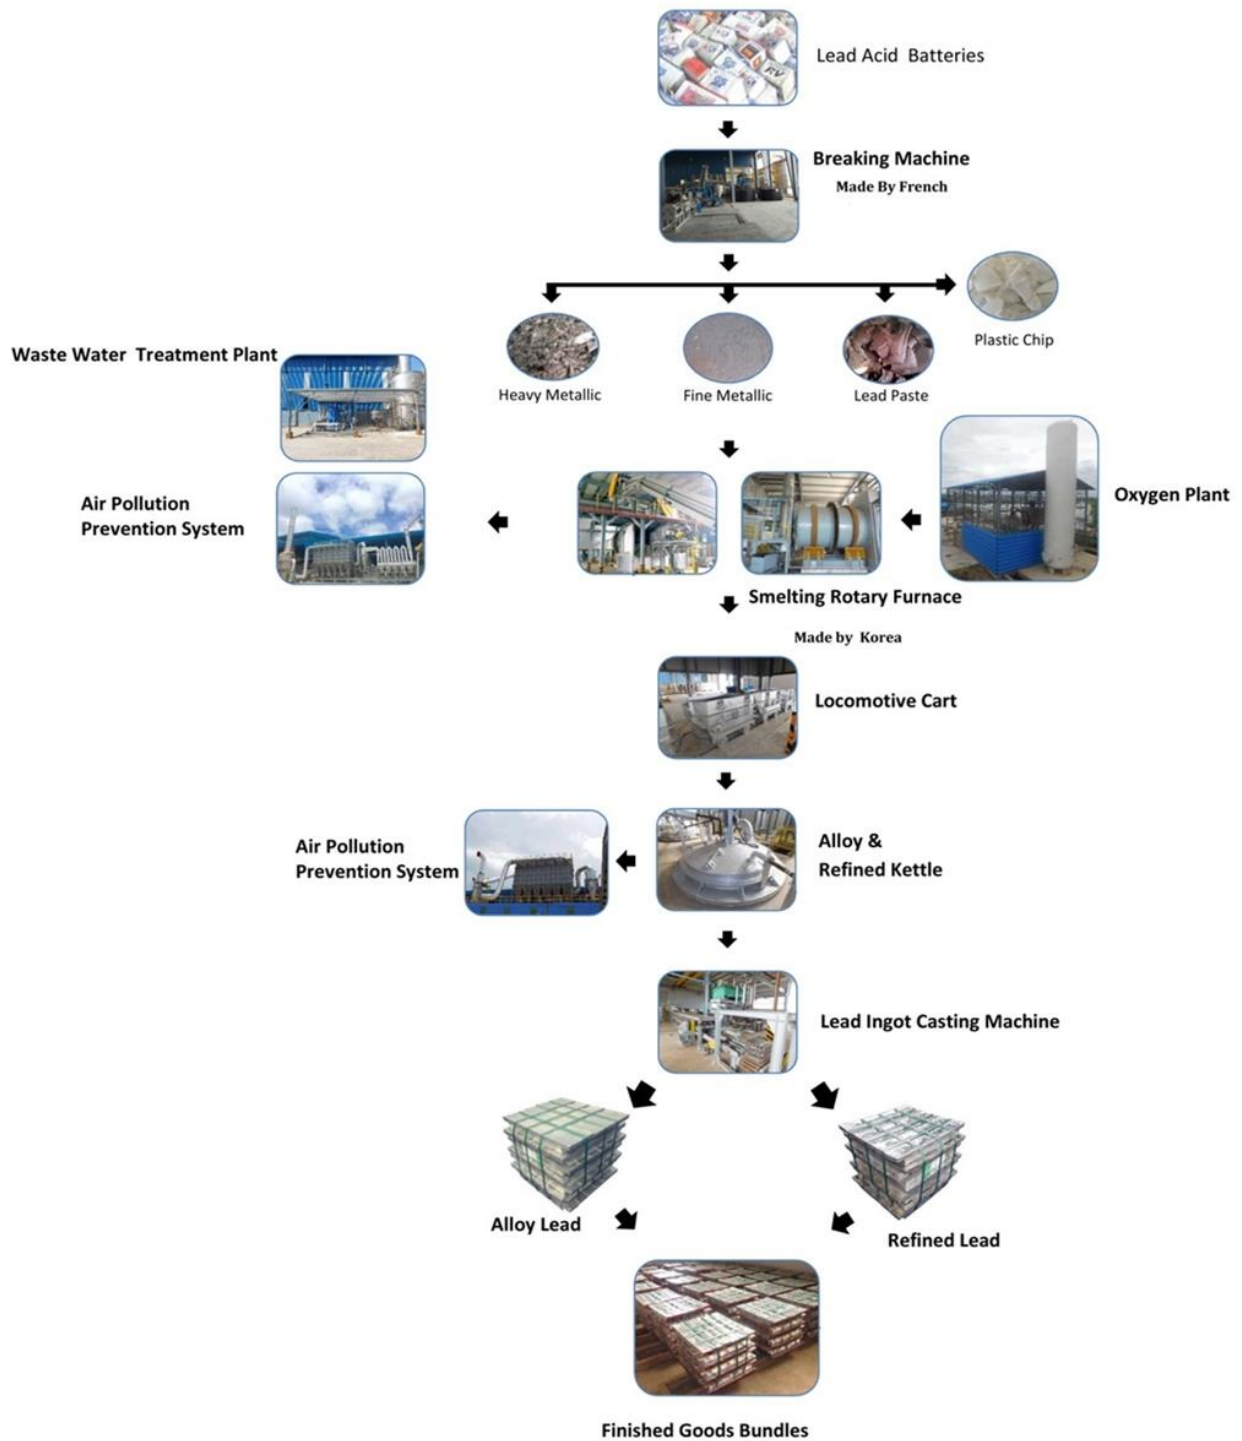 Lead Acid  Batteries
Breaking Machine
Made By French
Plastic Chip
Waste Water  Treatment Plant
Heavy Metallic
Fine Metallic
Lead Paste
Oxygen Plant
Air Pollution
Prevention System
Smelting Rotary Furnace
Made by  Korea
Locomotive Cart
Air Pollution
Prevention System
Alloy &
Refined Kettle
Lead Ingot Casting Machine
Alloy Lead
Refined Lead
Finished Goods Bundles